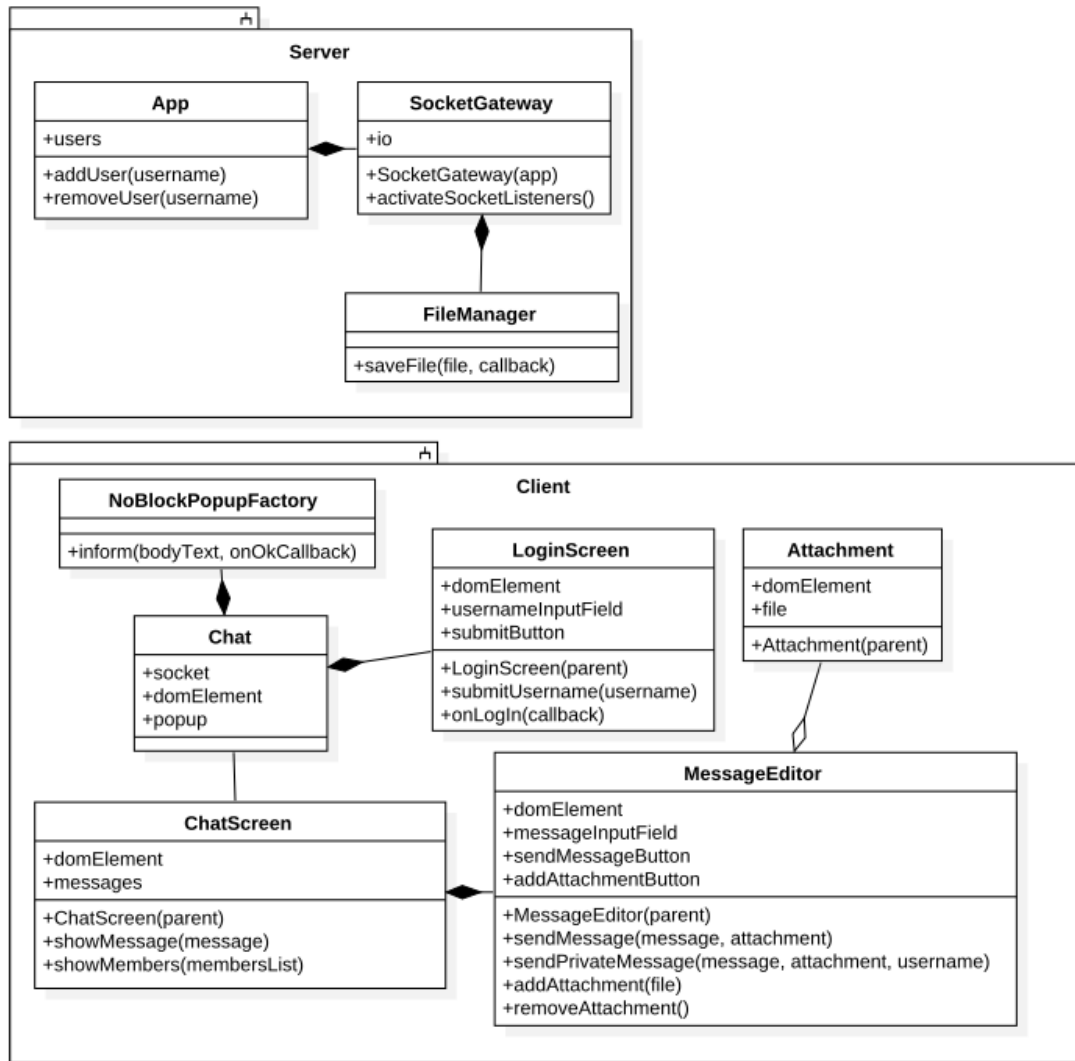 Server
App
+users
+addUser(username)
+removeUser(username)
SocketGateway
+io
+SocketGateway(app)
+activateSocketListeners()
FileManager
+saveFile(file, callback)
Client
NoBlockPopupFactory
+inform(bodyText, onOkCallback)
LoginScreen
+domElement
+usernameInputField
+submitButton
+LoginScreen(parent)
+submitUsername(username)
+onLogIn(callback)
Attachment
+domElement
+file
+Attachment(parent)
Chat
+socket
+domElement
+popup
ChatScreen
+domElement
+messages
+ChatScreen(parent)
+showMessage(message)
+showMembers(membersList)
MessageEditor
+domElement
+messageInputField
+sendMessageButton
+addAttachmentButton
+MessageEditor(parent)
+sendMessage(message, attachment)
+sendPrivateMessage(message, attachment, username)
+addAttachment(file)
+removeAttachment()